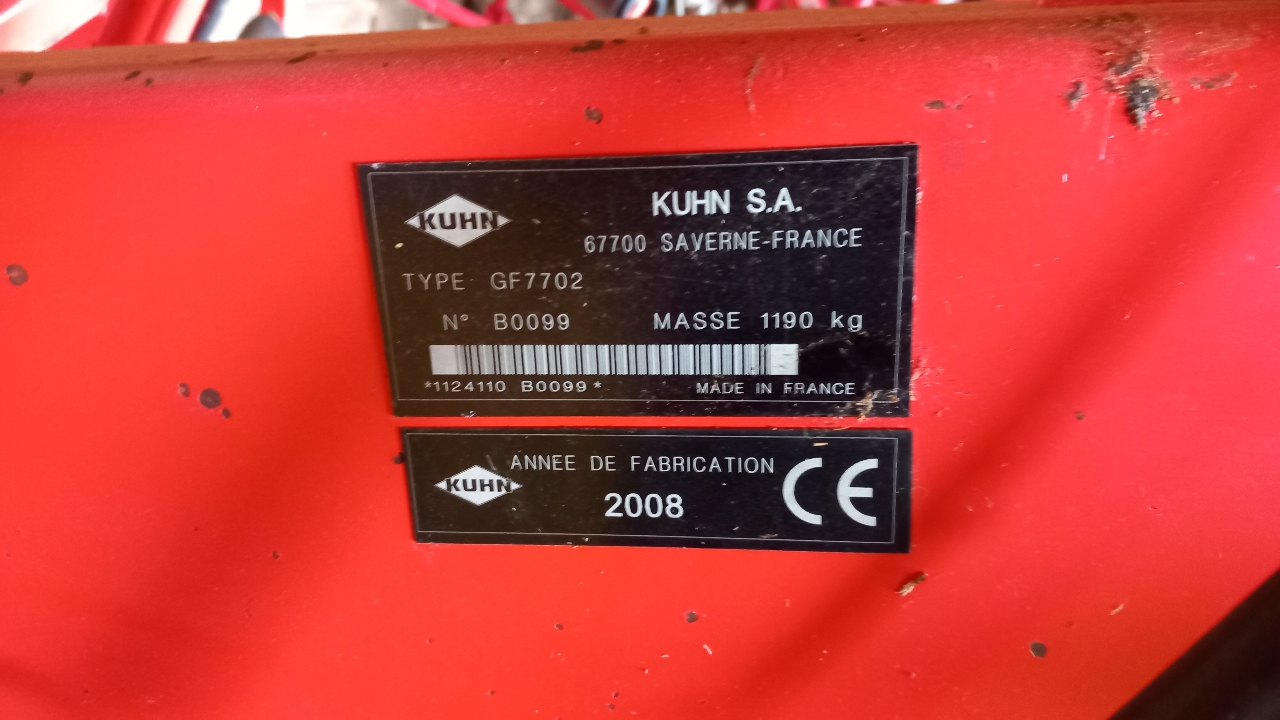 KUHN
KUHN S.A.
67700 SAVERNE-FRANCE
TYPE GF7702
N° B0099 MASSE 1190 kg
*1124110 B0099*
MADE IN FRANCE
KUHN
ANNEE DE FABRICATION
2008
CE